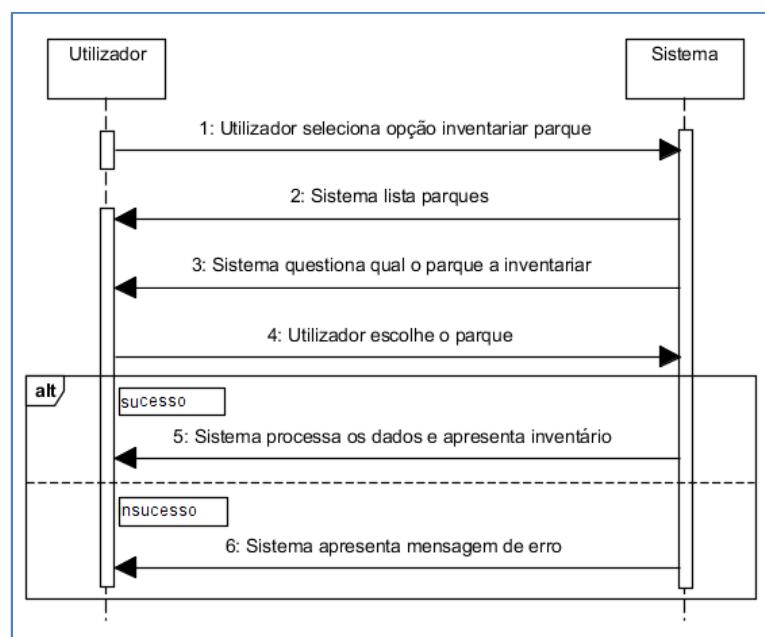 Utilizador
Sistema
1: Utilizador seleciona opção inventariar parque
2: Sistema lista parques
3: Sistema questiona qual o parque a inventariar
4: Utilizador escolhe o parque
alt
sucesso
5: Sistema processa os dados e apresenta inventário
nsucesso
6: Sistema apresenta mensagem de erro